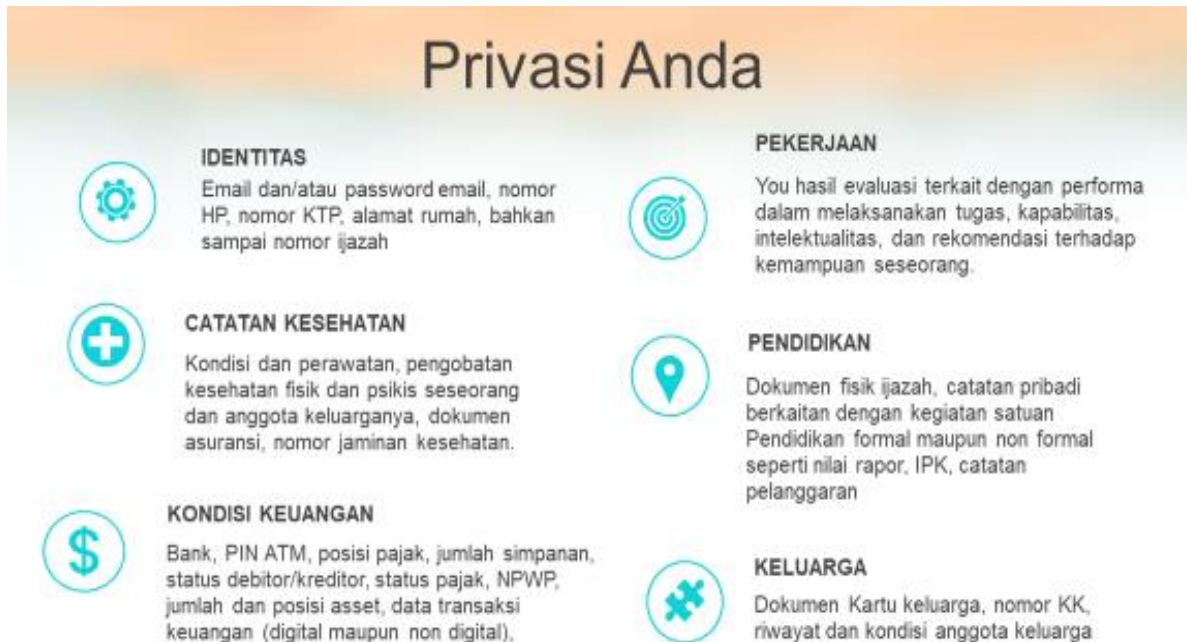 Privasi Anda
IDENTITAS
Email dan/atau password email, nomor
HP, nomor KTP, alamat rumah, bahkan
sampai nomor ijazah
CATATAN KESEHATAN
Kondisi dan perawatan, pengobatan
kesehatan fisik dan psikis seseorang
dan anggota keluarganya, dokumen
asuransi, nomor jaminan kesehatan.
KONDISI KEUANGAN
Bank, PIN ATM, posisi pajak, jumlah simpanan,
status debitor/kreditor, status pajak, NPWP,
jumlah dan posisi asset, data transaksi
keuangan (digital maupun non digital),
PEKERJAAN
You hasil evaluasi terkait dengan performa
dalam melaksanakan tugas, kapabilitas,
intelektualitas, dan rekomendasi terhadap
kemampuan seseorang.
PENDIDIKAN
Dokumen fisik ijazah, catatan pribadi
berkaitan dengan kegiatan satuan
Pendidikan formal maupun non formal
seperti nilai rapor, IPK, catatan
pelanggaran
KELUARGA
Dokumen Kartu keluarga, nomor KK,
riwayat dan kondisi anggota keluarga